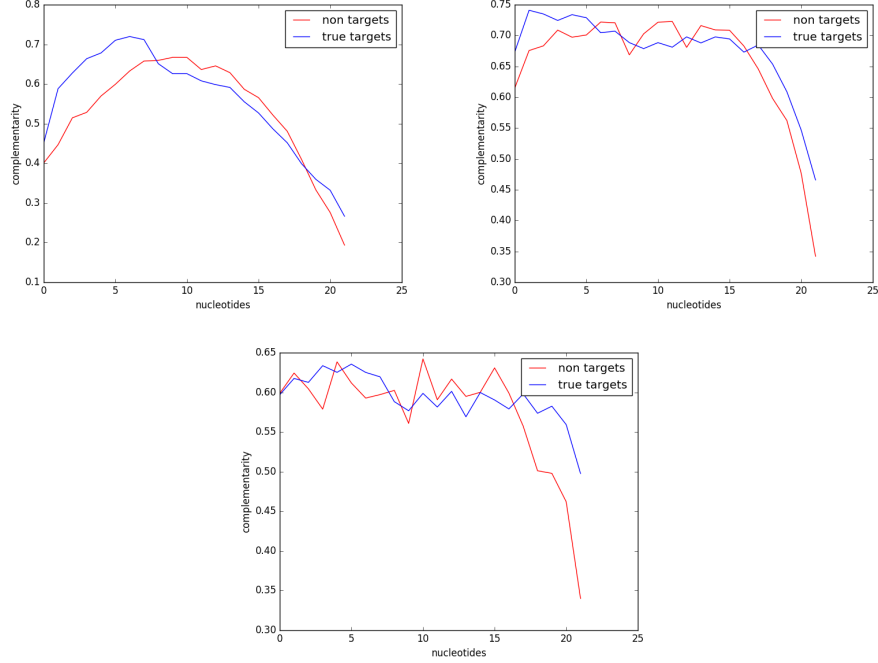 0.8
0.7
0.6
0.5
0.4
0.3
0.2
0.1
complementarity
non targets
true targets
0 5 10 15 20 25
nucleotides
0.75
0.70
0.65
0.60
0.55
0.50
0.45
0.40
0.35
0.30
complementarity
non targets
true targets
0 5 10 15 20 25
nucleotides
0.65
0.60
0.55
0.50
0.45
0.40
0.35
0.30
complementarity
non targets
true targets
0 5 10 15 20 25
nucleotides